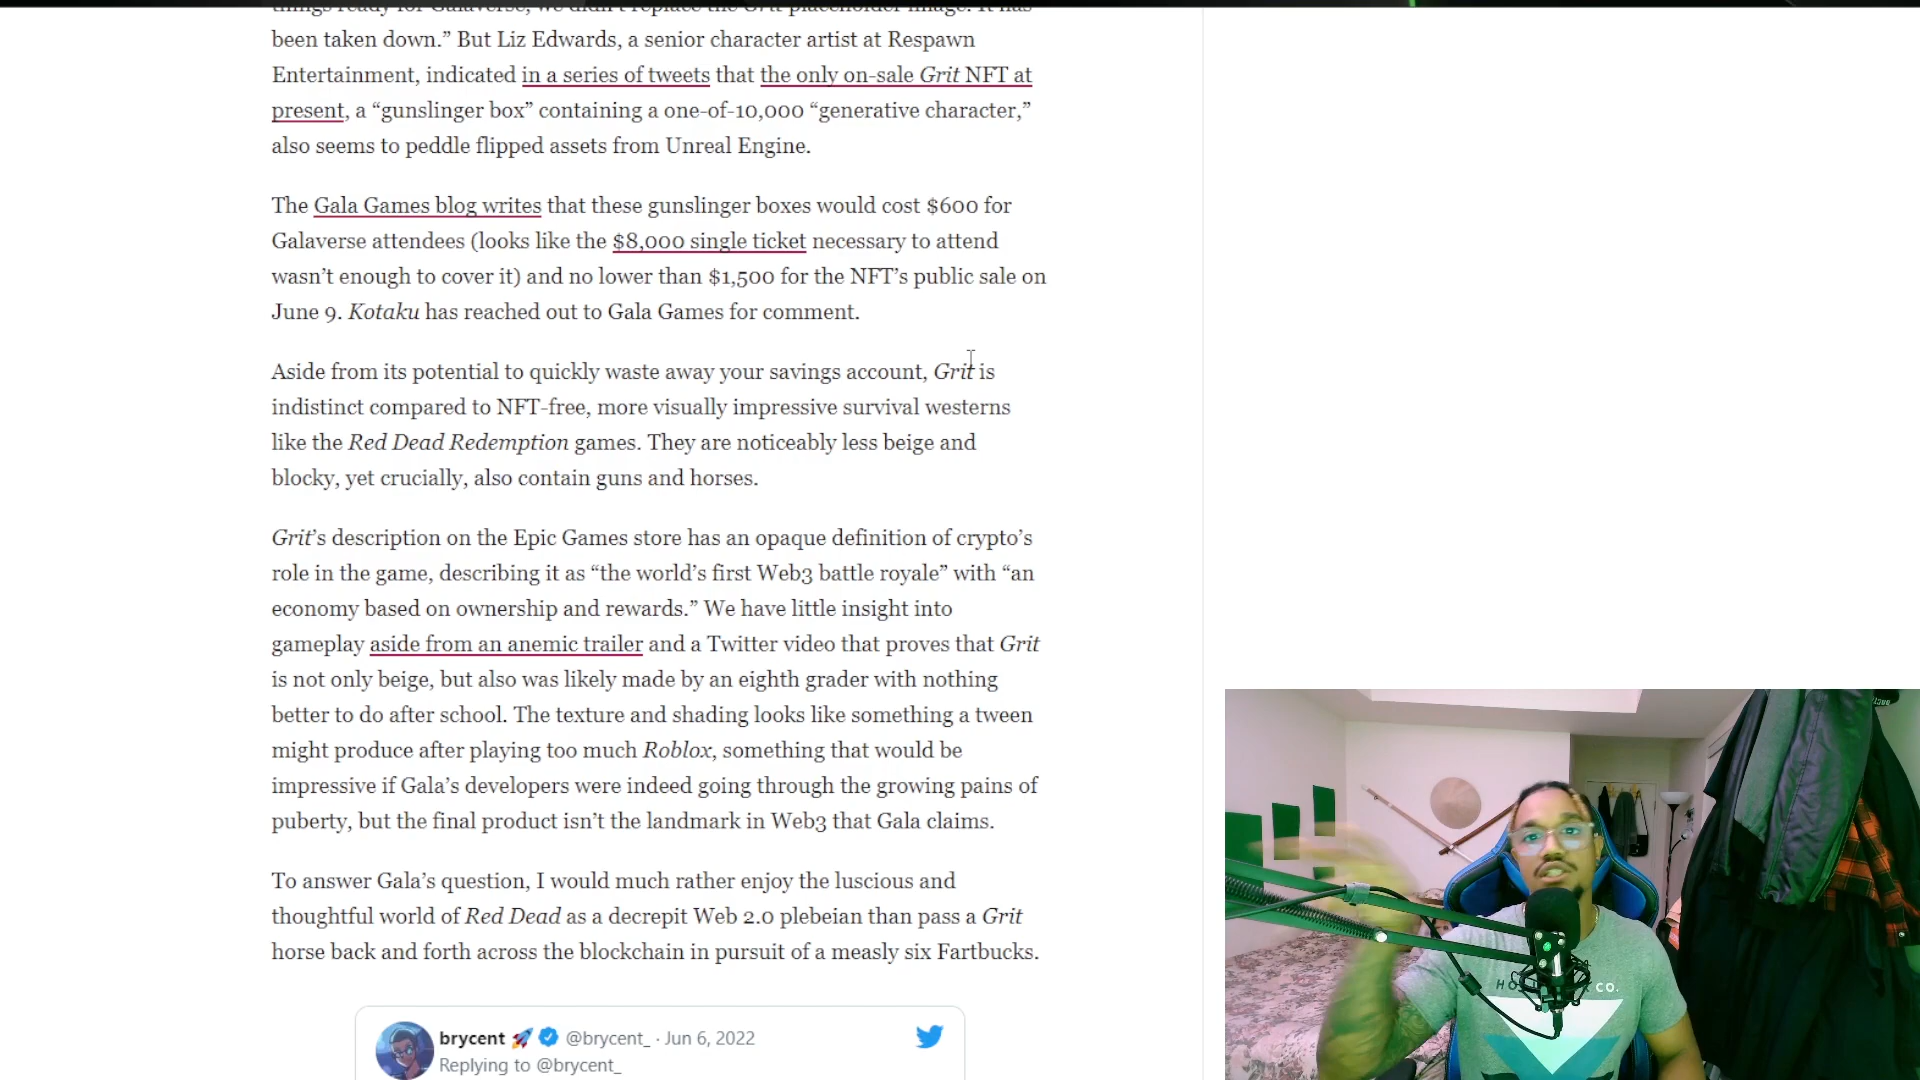 things ready for Galaverse, we didn't replace the Grit placeholder image. It has
been taken down.” But Liz Edwards, a senior character artist at Respawn
Entertainment, indicated in a series of tweets that the only on-sale Grit NFT at
present, a “gunslinger box” containing a one-of-10,000 “generative character,”
also seems to peddle flipped assets from Unreal Engine.
The Gala Games blog writes that these gunslinger boxes would cost $600 for
Galaverse attendees (looks like the $8,000 single ticket necessary to attend
wasn’t enough to cover it) and no lower than $1,500 for the NFT’s public sale on
June 9. Kotaku has reached out to Gala Games for comment.
Aside from its potential to quickly waste away your savings account, Grit is
indistinct compared to NFT-free, more visually impressive survival westerns
like the Red Dead Redemption games. They are noticeably less beige and
blocky, yet crucially, also contain guns and horses.
Grit’s description on the Epic Games store has an opaque definition of crypto’s
role in the game, describing it as “the world’s first Web3 battle royale” with “an
economy based on ownership and rewards.” We have little insight into
gameplay aside from an anemic trailer and a Twitter video that proves that Grit
is not only beige, but also was likely made by an eighth grader with nothing
better to do after school. The texture and shading looks like something a tween
might produce after playing too much Roblox, something that would be
impressive if Gala’s developers were indeed going through the growing pains of
puberty, but the final product isn’t the landmark in Web3 that Gala claims.
To answer Gala’s question, I would much rather enjoy the luscious and
thoughtful world of Red Dead as a decrepit Web 2.0 plebeian than pass a Grit
horse back and forth across the blockchain in pursuit of a measly six Fartbucks.
brycent @brycent_ · Jun 6, 2022
Replying to @brycent_
CO.